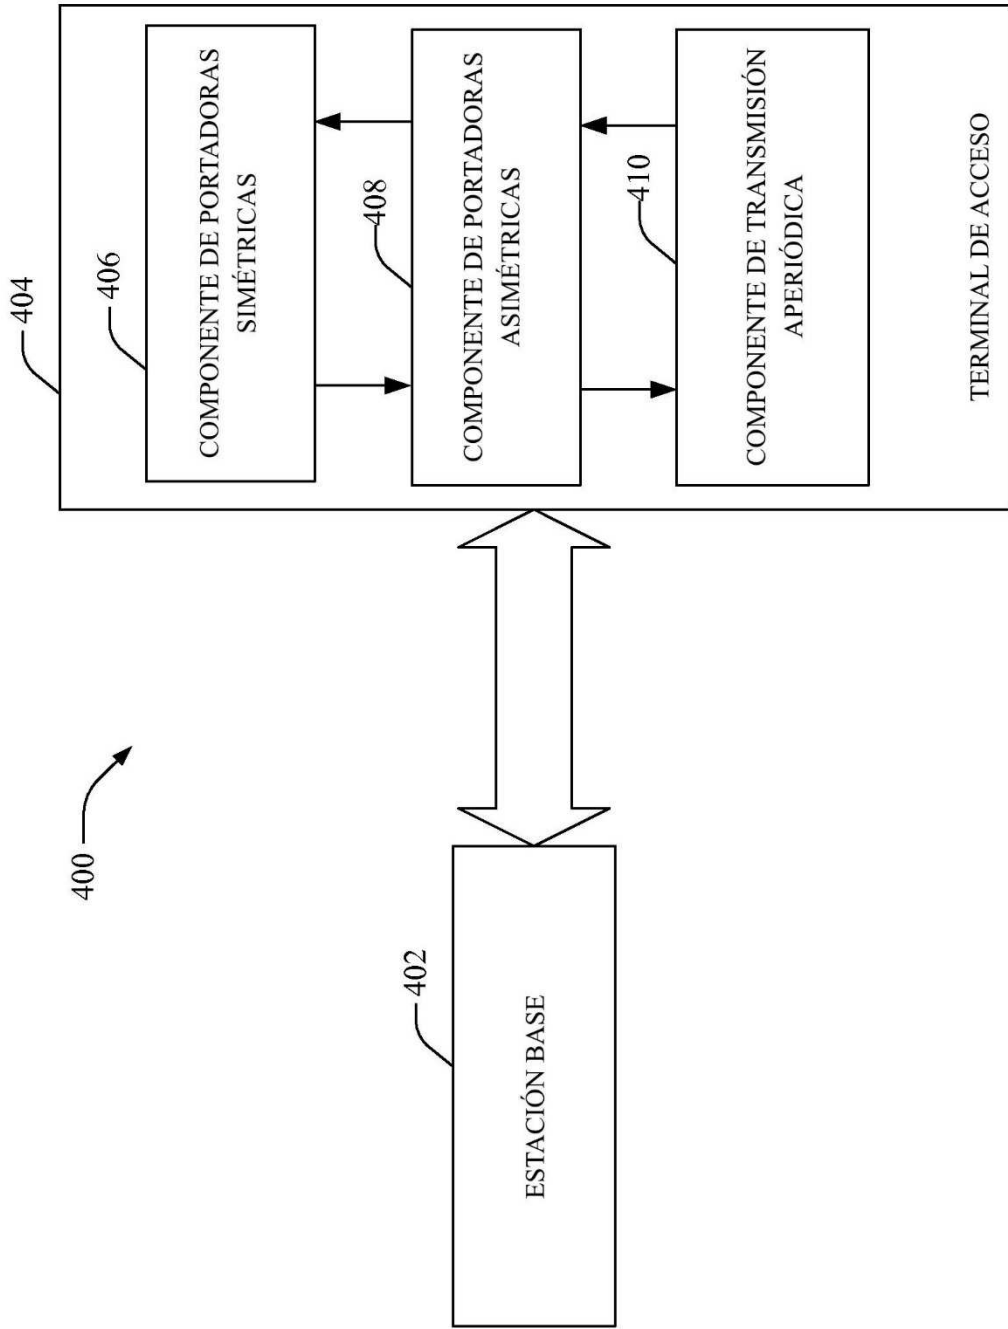 400
402
ESTACIÓN BASE
404
406
COMPONENTE DE PORTADORAS
SIMÉTRICAS
408
COMPONENTE DE PORTADORAS
ASIMÉTRICAS
410
COMPONENTE DE TRANSMISIÓN
APERIÓDICA
TERMINAL DE ACCESO